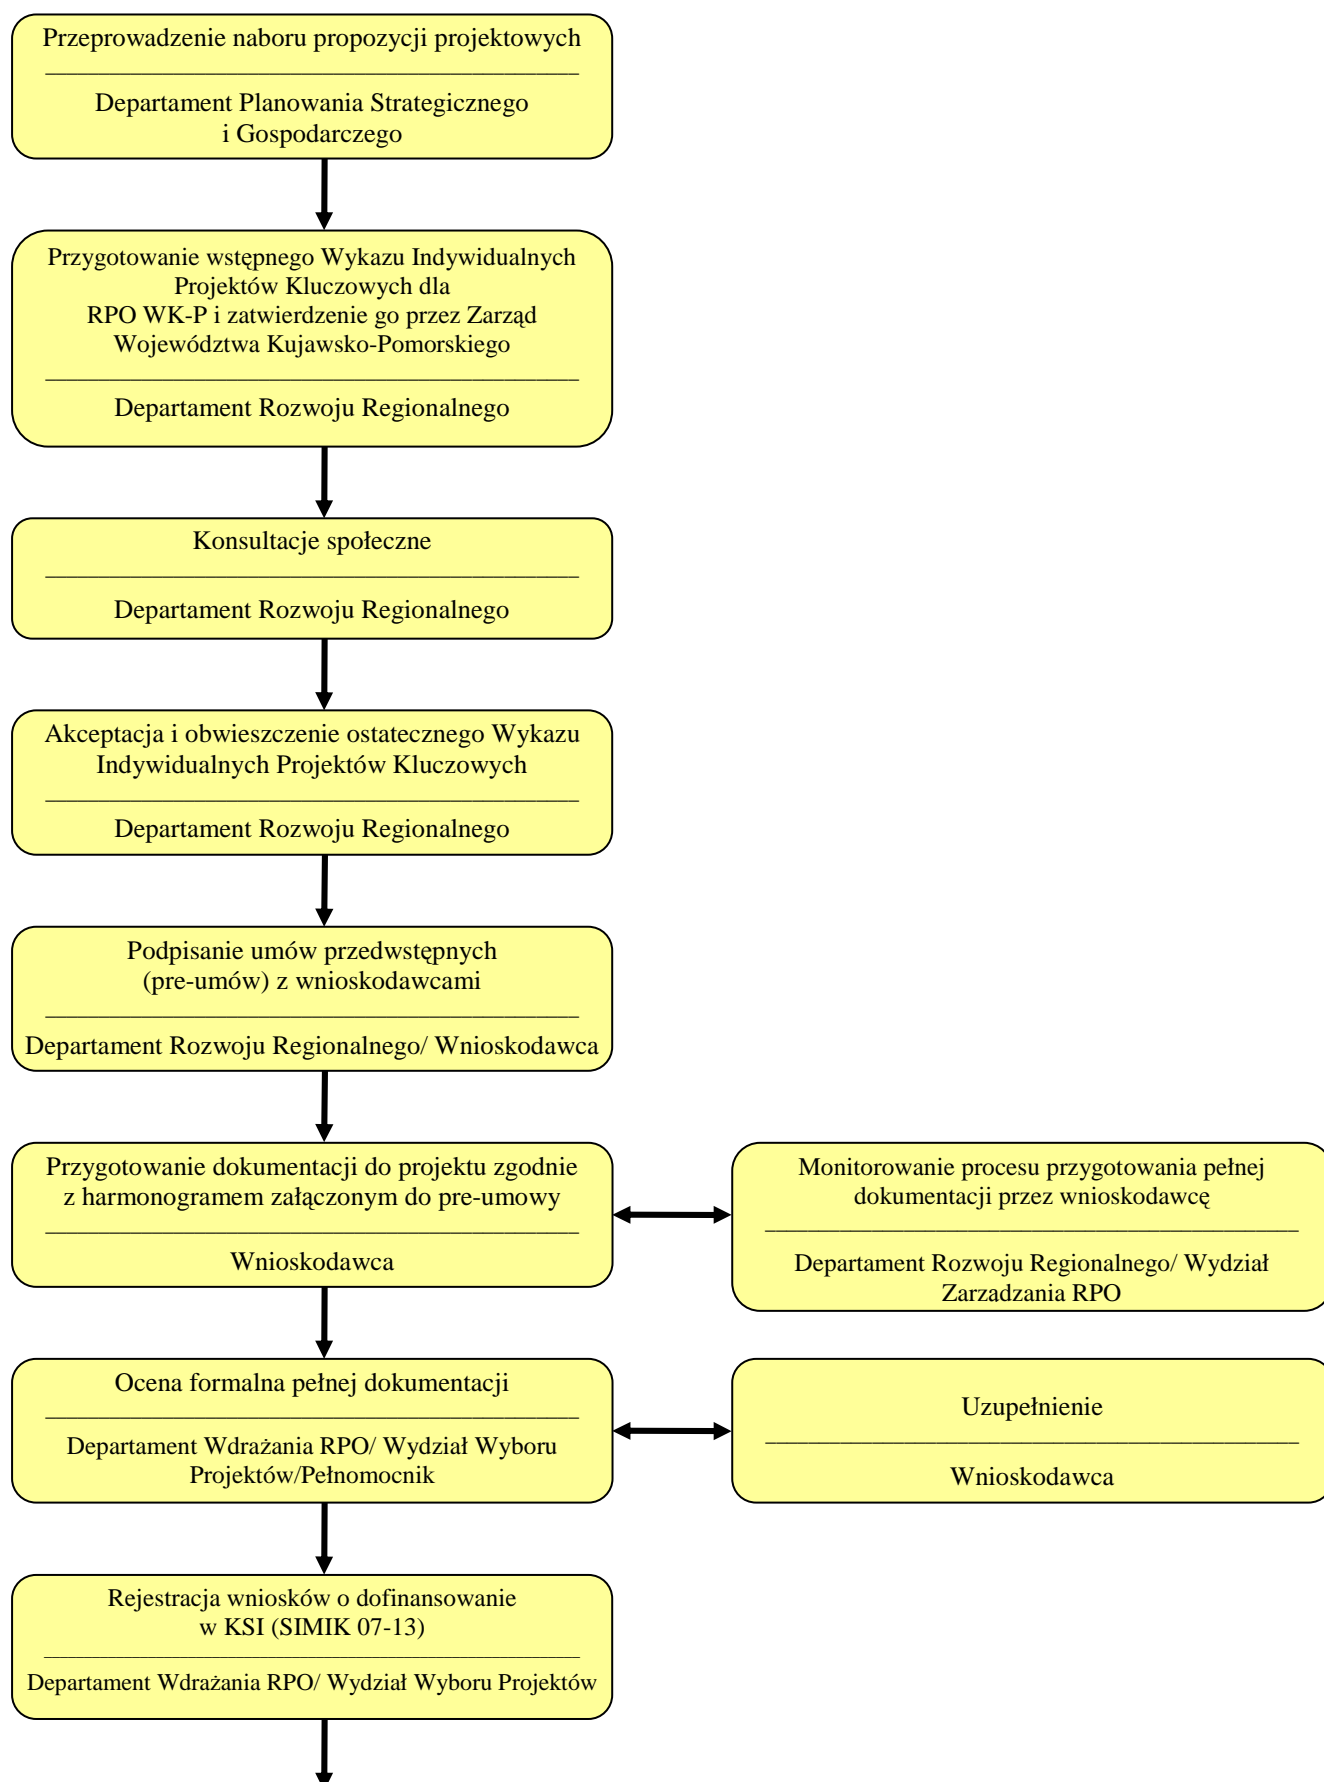 Przeprowadzenie naboru propozycji projektowych
Departament Planowania Strategicznego
i Gospodarczego
Przygotowanie wstępnego Wykazu Indywidualnych
Projektów Kluczowych dla
RPO WK-P i zatwierdzenie go przez Zarząd
Województwa Kujawsko-Pomorskiego
Departament Rozwoju Regionalnego
Konsultacje społeczne
Departament Rozwoju Regionalnego
Akceptacja i obwieszczenie ostatecznego Wykazu
Indywidualnych Projektów Kluczowych
Departament Rozwoju Regionalnego
Podpisanie umów przedwstępnych
(pre-umów) z wnioskodawcami
Departament Rozwoju Regionalnego/ Wnioskodawca
Przygotowanie dokumentacji do projektu zgodnie
z harmonogramem załączonym do pre-umowy
Wnioskodawca
Monitorowanie procesu przygotowania pełnej
dokumentacji przez wnioskodawcę
Departament Rozwoju Regionalnego/ Wydział
Zarzadzania RPO
Ocena formalna pełnej dokumentacji
Departament Wdrażania RPO/ Wydział Wyboru
Projektów/Pełnomocnik
Uzupełnienie
Wnioskodawca
Rejestracja wniosków o dofinansowanie
w KSI (SIMIK 07-13)
Departament Wdrażania RPO/ Wydział Wyboru Projektów